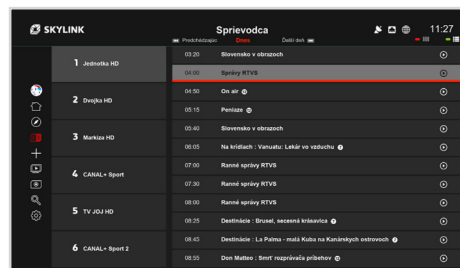 SKYLINK
Sprievodca
11:27
Predchádzajúc Dnes Ďalší deň
1 Jednotka HD
2 Dvojka HD
3 Markíza HD
4 CANAL+ Sport
5 TV JOJ HD
6 CANAL+ Sport 2
03:20 Slovensko v obrazoch
04:00 Správy RTVS
04:50 On air
05:15 Peniaze
05:40 Slovensko v obrazoch
06:05 Na krídlach : Vanuatu: Lekár vo vzduchu
07:00 Ranné správy RTVS
07:30 Ranné správy RTVS
08:00 Ranné správy RTVS
08:25 Destinácie : Brusel, secesná krásavica
08:45 Destinácie : La Palma - malá Kuba na Kanárskych ostrovoch
08:55 Don Matteo : Smrť rozprávača príbehov